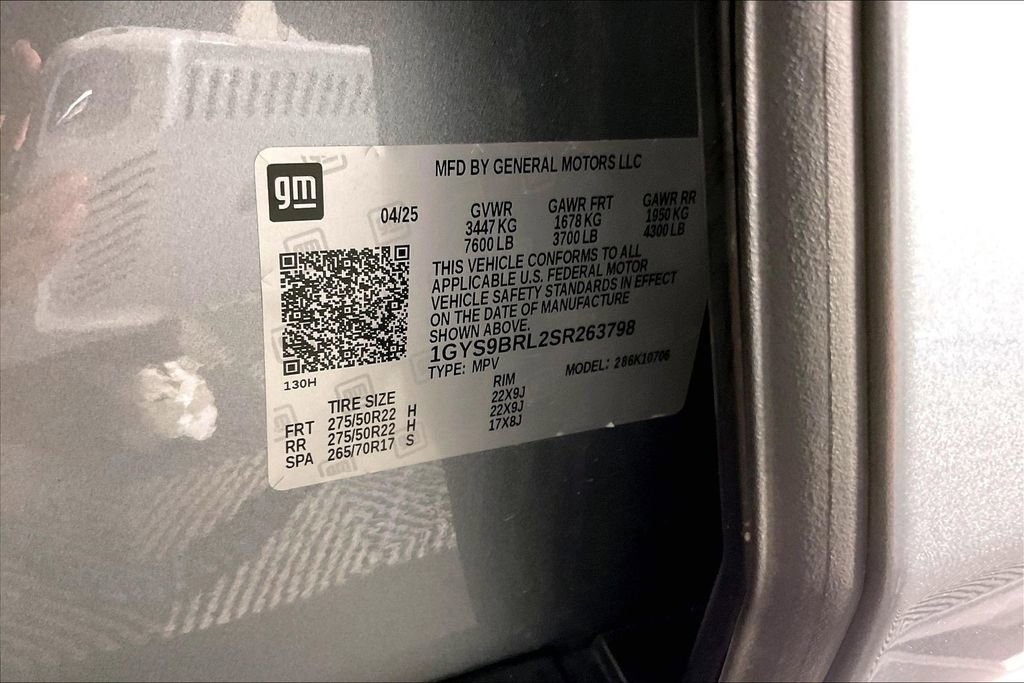 gm
MFD BY GENERAL MOTORS LLC
04/25
GVWR GAWR FRT GAWR RR
3447 KG 1678 KG 1950 KG
7600 LB 3700 LB 4300 LB
THIS VEHICLE CONFORMS TO ALL
APPLICABLE U.S. FEDERAL MOTOR
VEHICLE SAFETY STANDARDS IN EFFECT
ON THE DATE OF MANUFACTURE
SHOWN ABOVE.
1GYS9BRL2SR263798
TYPE: MPV MODEL: 286K10706
130H
TIRE SIZE RIM
FRT 275/50R22 H 22X9J
RR 275/50R22 H 22X9J
SPA 265/70R17 S 17X8J